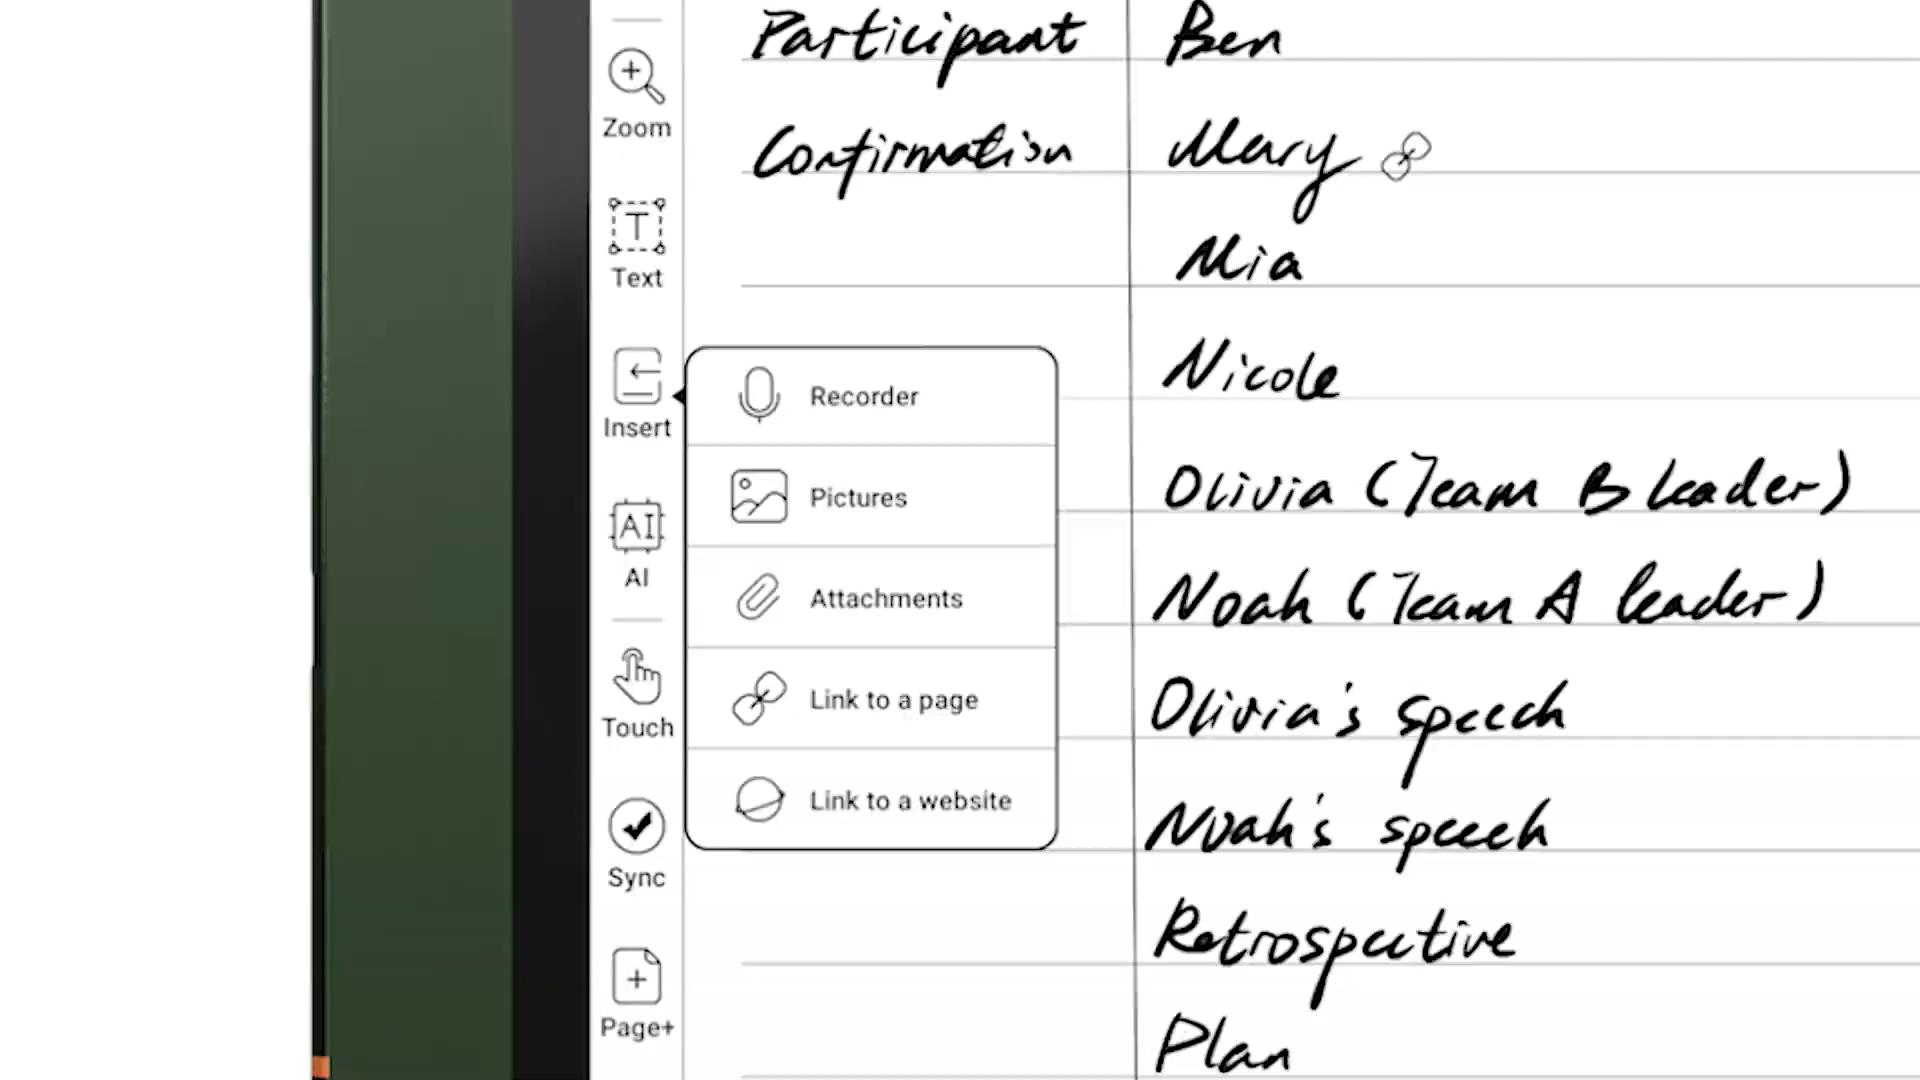 Zoom
Text
Insert
AI
AI
Touch
Sync
Page+
Recorder
Pictures
Attachments
Link to a page
Link to a website
Participant
Confirmation
Ben
Mary
Mia
Nicole
Olivia (Team B leader)
Noah (Team A leader)
Olivia's speech
Noah's speech
Retrospective
Plan